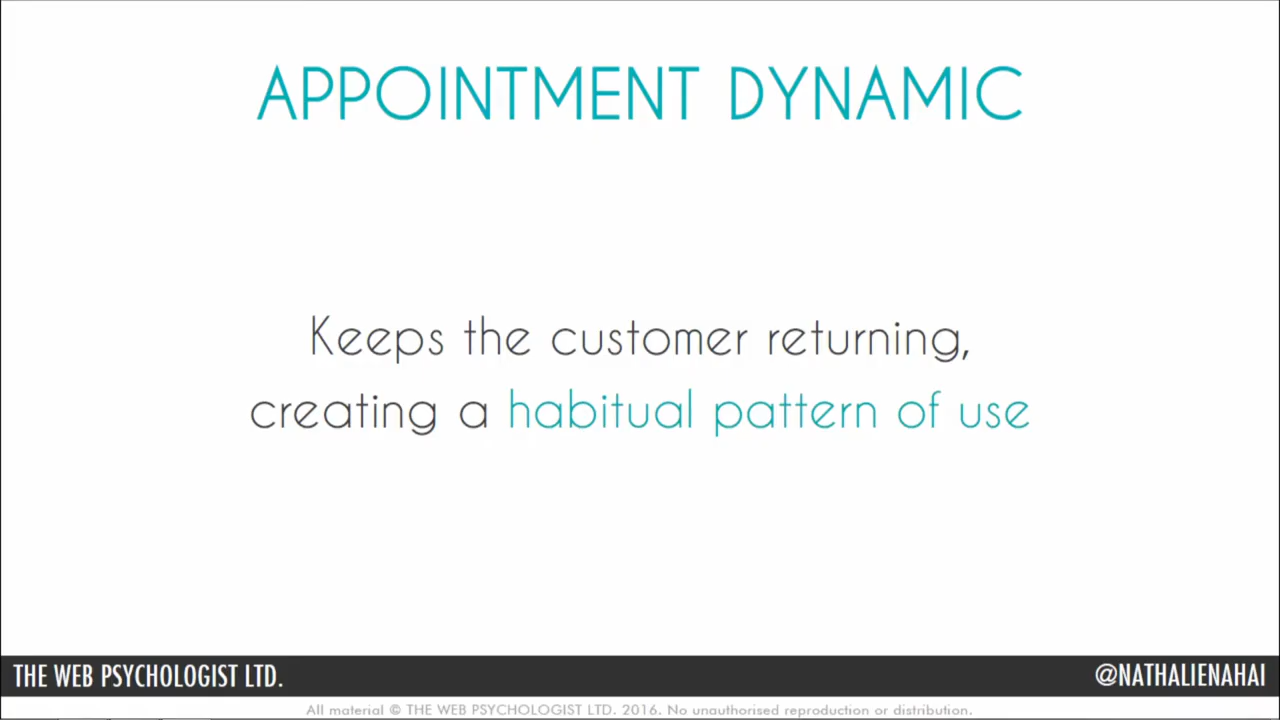 APPOINTMENT DYNAMIC
Keeps the customer returning,
creating a habitual pattern of use
THE WEB PSYCHOLOGIST LTD.
@NATHALIENAHAI
All material © THE WEB PSYCHOLOGIST LTD. 2016. No unauthorised reproduction or distribution.